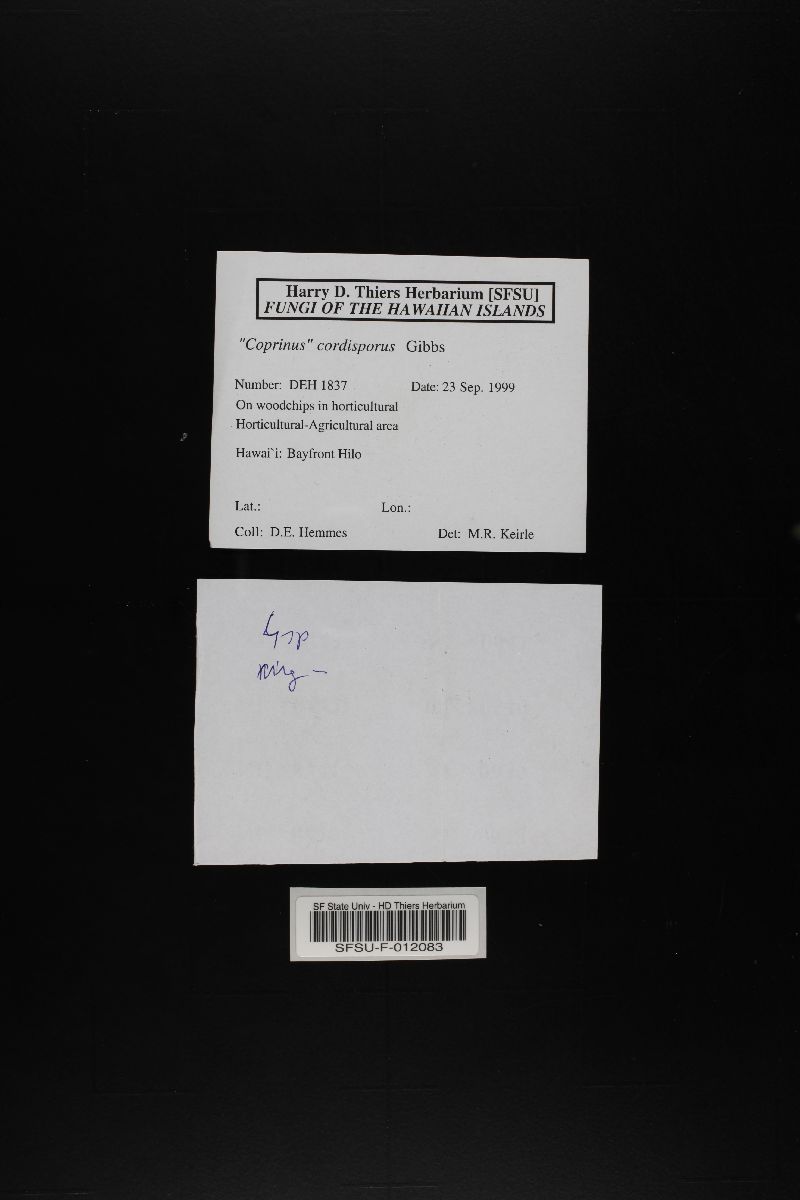 Harry D. Thiers Herbarium [SFSU]
FUNGI OF THE HAWAIIAN ISLANDS
"Coprinus" cordisporus Gibbs
Number: DEH 1837 Date: 23 Sep. 1999
On woodchips in horticultural
Horticultural-Agricultural area
Hawai`i: Bayfront Hilo
Lat.: Lon.:
Coll: D.E. Hemmes Det: M.R. Keirle
SF State Univ - HD Thiers Herbarium
SFSU-F-012083